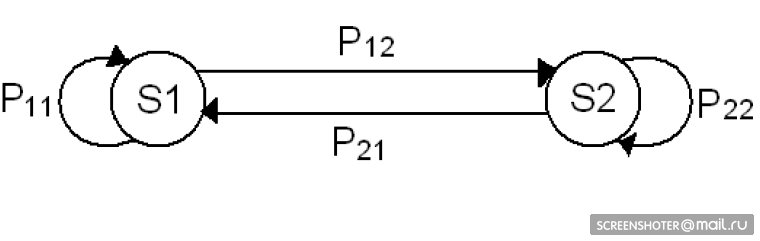 P12
P11
S1
S2
P22
P21
SCREENSHOTER@mail.ru